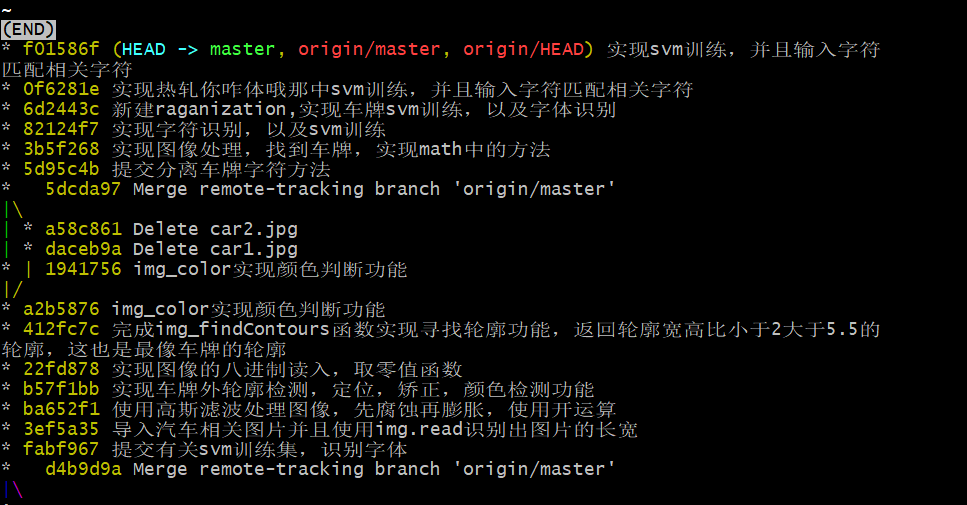 ~
(END)
* f01586f (HEAD -> master, origin/master, origin/HEAD) 实现svm训练，并且输入字符
匹配相关字符
* 0f6281e 实现热轧你咋体哦那中svm训练，并且输入字符匹配相关字符
* 6d2443c 新建raganization,实现车牌svm训练，以及字体识别
* 82124f7 实现字符识别，以及svm训练
* 3b5f268 实现图像处理，找到车牌，实现math中的方法
* 5d95c4b 提交分离车牌字符方法
*   5dcda97 Merge remote-tracking branch 'origin/master'
|\
| * a58c861 Delete car2.jpg
| * daceb9a Delete car1.jpg
* | 1941756 img_color实现颜色判断功能
|/
* a2b5876 img_color实现颜色判断功能
* 412fc7c 完成img_findContours函数实现寻找轮廓功能，返回轮廓宽高比小于2大于5.5的
轮廓，这也是最像车牌的轮廓
* 22fd878 实现图像的八进制读入，取零值函数
* b57f1bb 实现车牌外轮廓检测，定位，矫正，颜色检测功能
* ba652f1 使用高斯滤波处理图像，先腐蚀再膨胀，使用开运算
* 3ef5a35 导入汽车相关图片并且使用img.read识别出图片的长宽
* fabf967 提交有关svm训练集，识别字体
*   d4b9d9a Merge remote-tracking branch 'origin/master'
|\